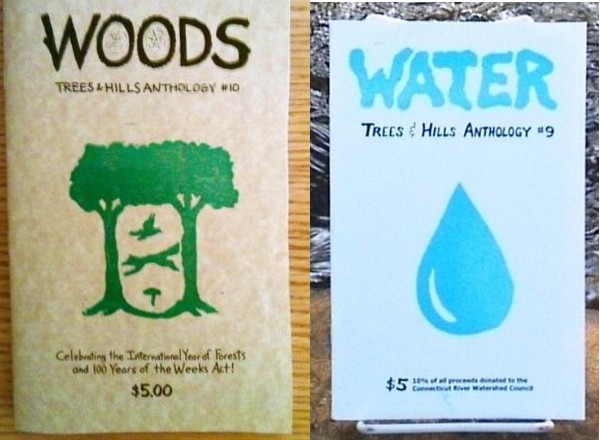 WOODS
TREES & HILLS ANTHOLOGY #10
Celebrating the International Year of Forests
and 100 Years of the Weeks Act!
$5.00
WATER
TREES & HILLS ANTHOLOGY #9
$5 10% of all proceeds donated to the
Connecticut River Watershed Council